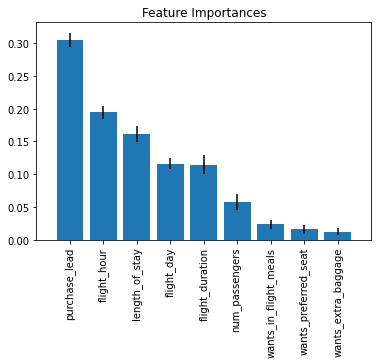 Feature Importances
0.30
0.25
0.20
0.15
0.10
0.05
0.00
purchase_lead
flight_hour
length_of_stay
flight_day
flight_duration
num_passengers
wants_in_flight_meals
wants_preferred_seat
wants_extra_baggage